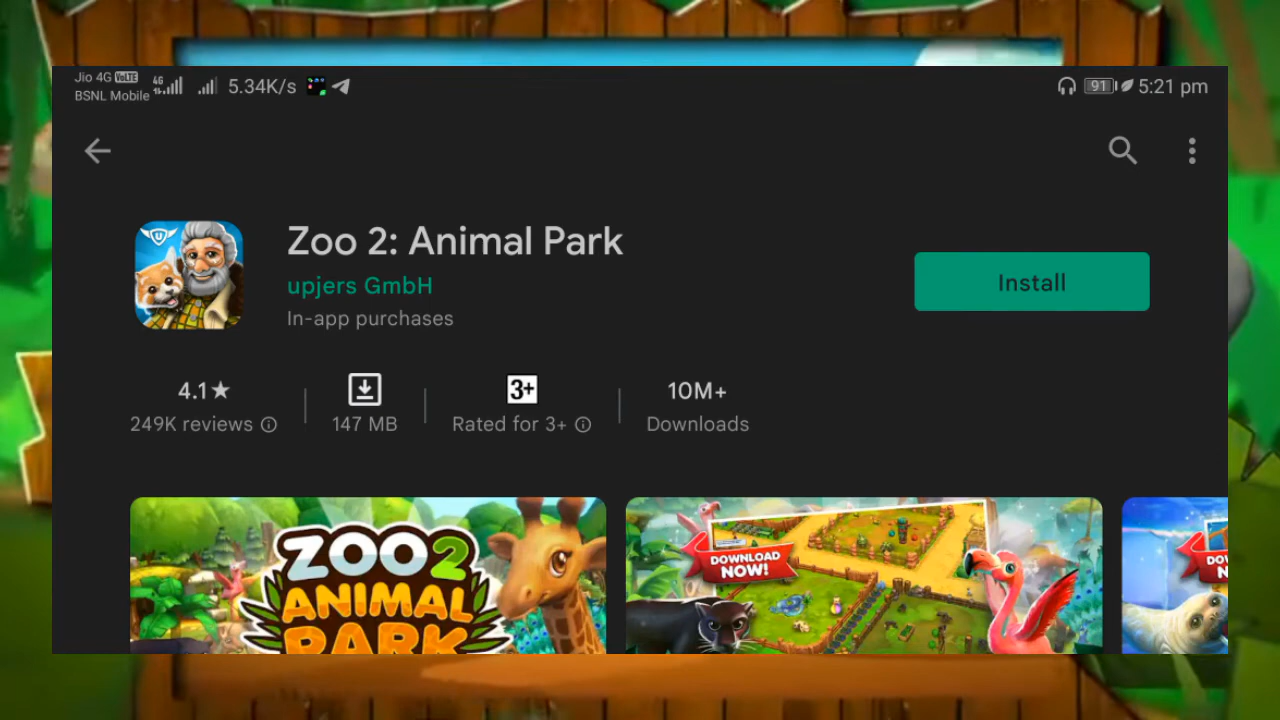 Jio 4G VoLTE
BSNL Mobile
4G
5.34K/s
91
5:21 pm
Zoo 2: Animal Park
upjers GmbH
In-app purchases
Install
4.1★
249K reviews
147 MB
3+
Rated for 3+
10M+
Downloads
ZOO2
ANIMAL
PARK
DOWNLOAD
NOW!